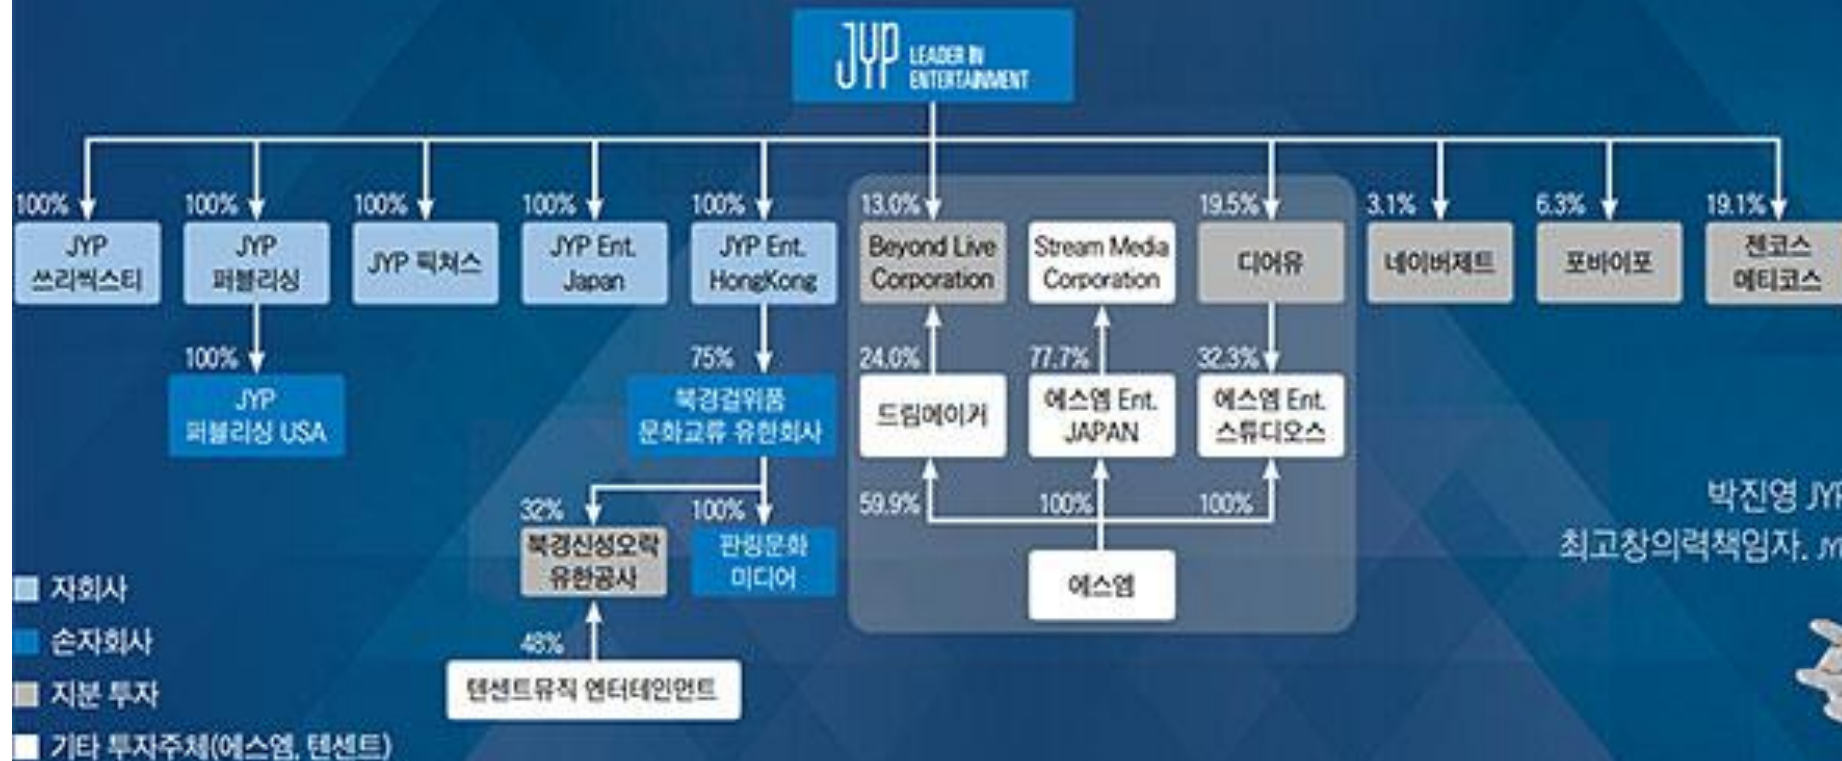 JYP LEADER IN
ENTERTAINMENT
100%
100%
100%
100%
100%
13.0%
19.5%
3.1%
6.3%
19.1%
JYP
쓰리씩스티
JYP
퍼블리싱
JYP 픽쳐스
JYP Ent.
Japan
JYP Ent.
HongKong
Beyond Live
Corporation
Stream Media
Corporation
디어유
네이버제트
포바이포
젠코스
메티코스
100%
75%
24.0%
77.7%
32.3%
JYP
퍼블리싱 USA
북경걸위품
문화교류 유한회사
드림메이커
에스엠 Ent.
JAPAN
에스엠 Ent.
스튜디오스
32%
100%
59.9%
100%
100%
북경신성오락
유한공사
판링문화
미디어
에스엠
48%
텐센트뮤직 엔터테인먼트
박진영 JYP
최고창의력책임자. JY
자회사
손자회사
지분 투자
기타 투자주체(에스엠, 텐센트)